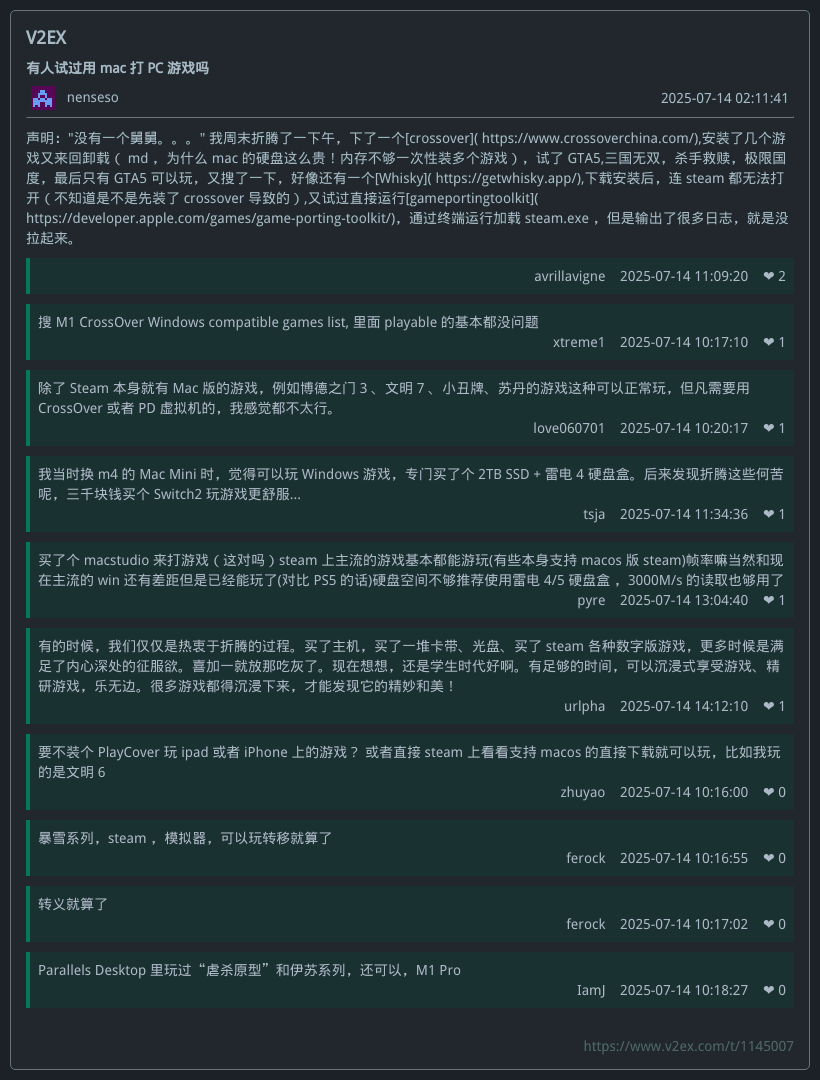 V2EX
有人试过用 mac 打 PC 游戏吗
nenseso 2025-07-14 02:11:41
声明："没有一个舅舅。。。" 我周末折腾了一下午，下了一个[crossover]( https://www.crossoverchina.com/),安装了几个游
戏又来回卸载（ md ，为什么 mac 的硬盘这么贵！内存不够一次性装多个游戏），试了 GTA5,三国无双，杀手救赎，极限国
度，最后只有 GTA5 可以玩，又搜了一下，好像还有一个[Whisky]( https://getwhisky.app/),下载安装后，连 steam 都无法打
开（不知道是不是先装了 crossover 导致的）,又试过直接运行[gameportingtoolkit](
https://developer.apple.com/games/game-porting-toolkit/)，通过终端运行加载 steam.exe ，但是输出了很多日志，就是没
拉起来。
avrillavigne 2025-07-14 11:09:20 ❤ 2
搜 M1 CrossOver Windows compatible games list, 里面 playable 的基本都没问题
xtreme1 2025-07-14 10:17:10 ❤ 1
除了 Steam 本身就有 Mac 版的游戏，例如博德之门 3 、文明 7 、小丑牌、苏丹的游戏这种可以正常玩，但凡需要用
CrossOver 或者 PD 虚拟机的，我感觉都不太行。
love060701 2025-07-14 10:20:17 ❤ 1
我当时换 m4 的 Mac Mini 时，觉得可以玩 Windows 游戏，专门买了个 2TB SSD + 雷电 4 硬盘盒。后来发现折腾这些何苦
呢，三千块钱买个 Switch2 玩游戏更舒服...
tsja 2025-07-14 11:34:36 ❤ 1
买了个 macstudio 来打游戏（这对吗）steam 上主流的游戏基本都能游玩(有些本身支持 macos 版 steam)帧率嘛当然和现
在主流的 win 还有差距但是已经能玩了(对比 PS5 的话)硬盘空间不够推荐使用雷电 4/5 硬盘盒 ，3000M/s 的读取也够用了
pyre 2025-07-14 13:04:40 ❤ 1
有的时候，我们仅仅是热衷于折腾的过程。买了主机，买了一堆卡带、光盘、买了 steam 各种数字版游戏，更多时候是满
足了内心深处的征服欲。喜加一就放那吃灰了。现在想想，还是学生时代好啊。有足够的时间，可以沉浸式享受游戏、精
研游戏，乐无边。很多游戏都得沉浸下来，才能发现它的精妙和美！
urlpha 2025-07-14 14:12:10 ❤ 1
要不装个 PlayCover 玩 ipad 或者 iPhone 上的游戏？ 或者直接 steam 上看看支持 macos 的直接下载就可以玩，比如我玩
的是文明 6
zhuyao 2025-07-14 10:16:00 ❤ 0
暴雪系列，steam ，模拟器，可以玩转移就算了
ferock 2025-07-14 10:16:55 ❤ 0
转义就算了
ferock 2025-07-14 10:17:02 ❤ 0
Parallels Desktop 里玩过“虐杀原型”和伊苏系列，还可以，M1 Pro
IamJ 2025-07-14 10:18:27 ❤ 0
https://www.v2ex.com/t/1145007